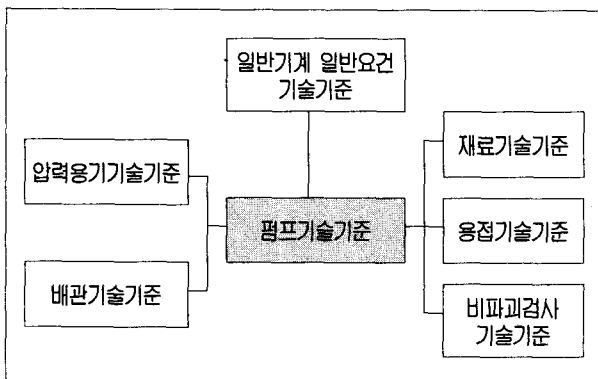 일반기계 일반요건
기술기준
압력용기기술기준
재료기술기준
펌프기술기준
용접기술기준
배관기술기준
비파괴검사
기술기준